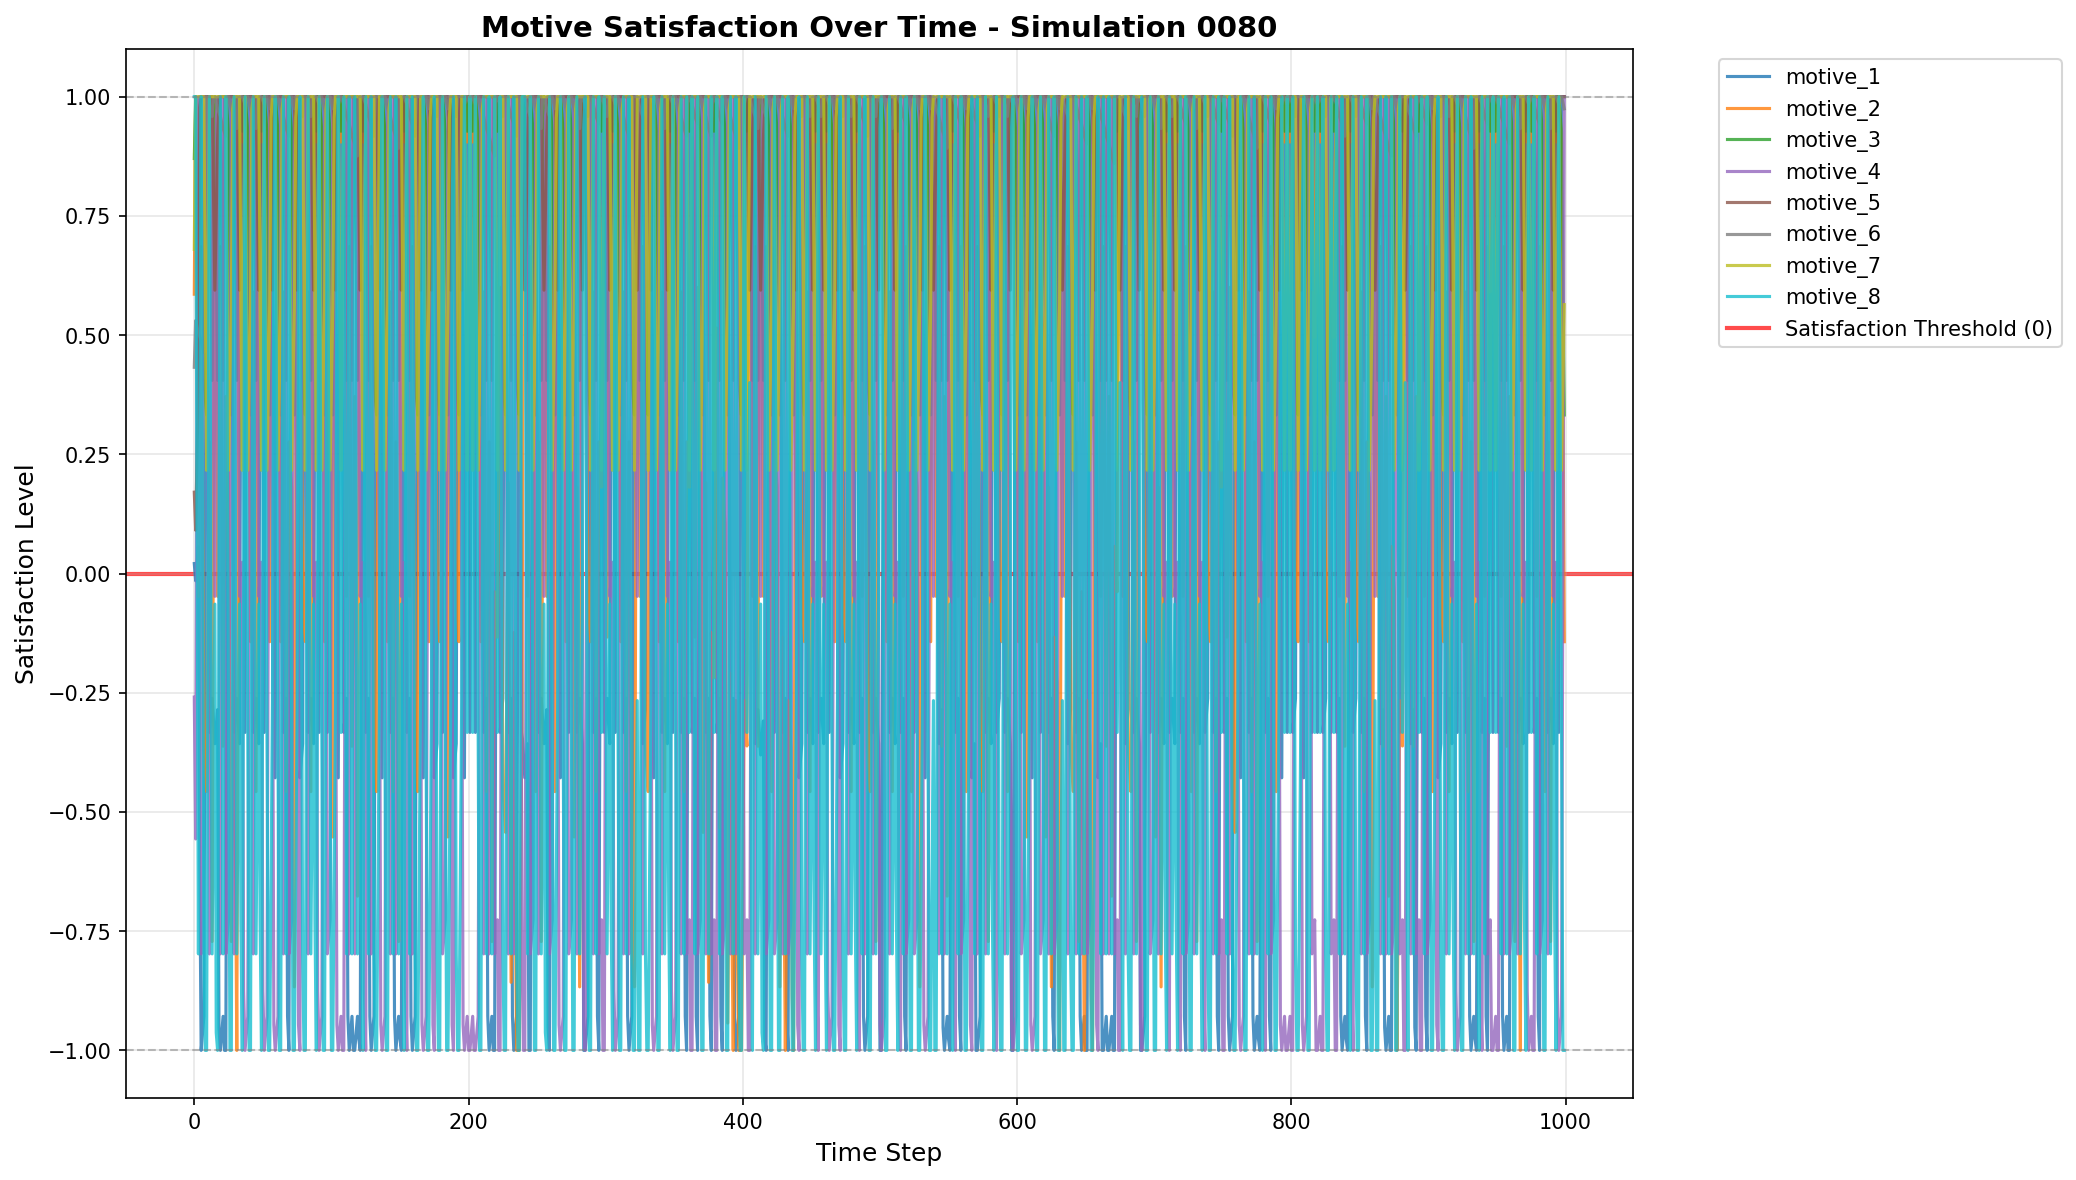 Motive Satisfaction Over Time - Simulation 0080
1.00
0.75
0.50
0.25
0.00
−0.25
−0.50
−0.75
−1.00
Satisfaction Level
0
200
400
600
800
1000
Time Step
motive_1
motive_2
motive_3
motive_4
motive_5
motive_6
motive_7
motive_8
Satisfaction Threshold (0)